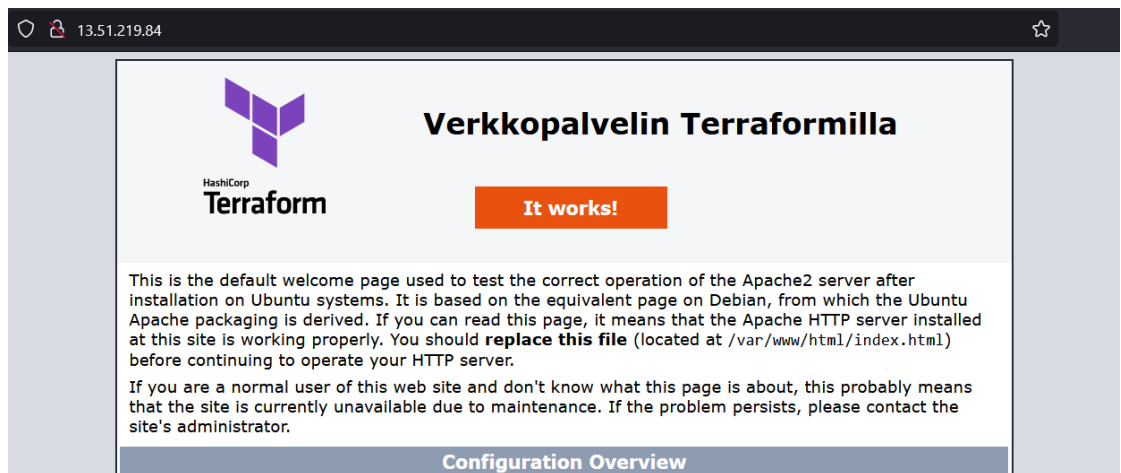 13.51.219.84
Verkkopalvelin Terraformilla
HashiCorp
Terraform
It works!
This is the default welcome page used to test the correct operation of the Apache2 server after
installation on Ubuntu systems. It is based on the equivalent page on Debian, from which the Ubuntu
Apache packaging is derived. If you can read this page, it means that the Apache HTTP server installed
at this site is working properly. You should replace this file (located at /var/www/html/index.html)
before continuing to operate your HTTP server.
If you are a normal user of this web site and don't know what this page is about, this probably means
that the site is currently unavailable due to maintenance. If the problem persists, please contact the
site's administrator.
Configuration Overview